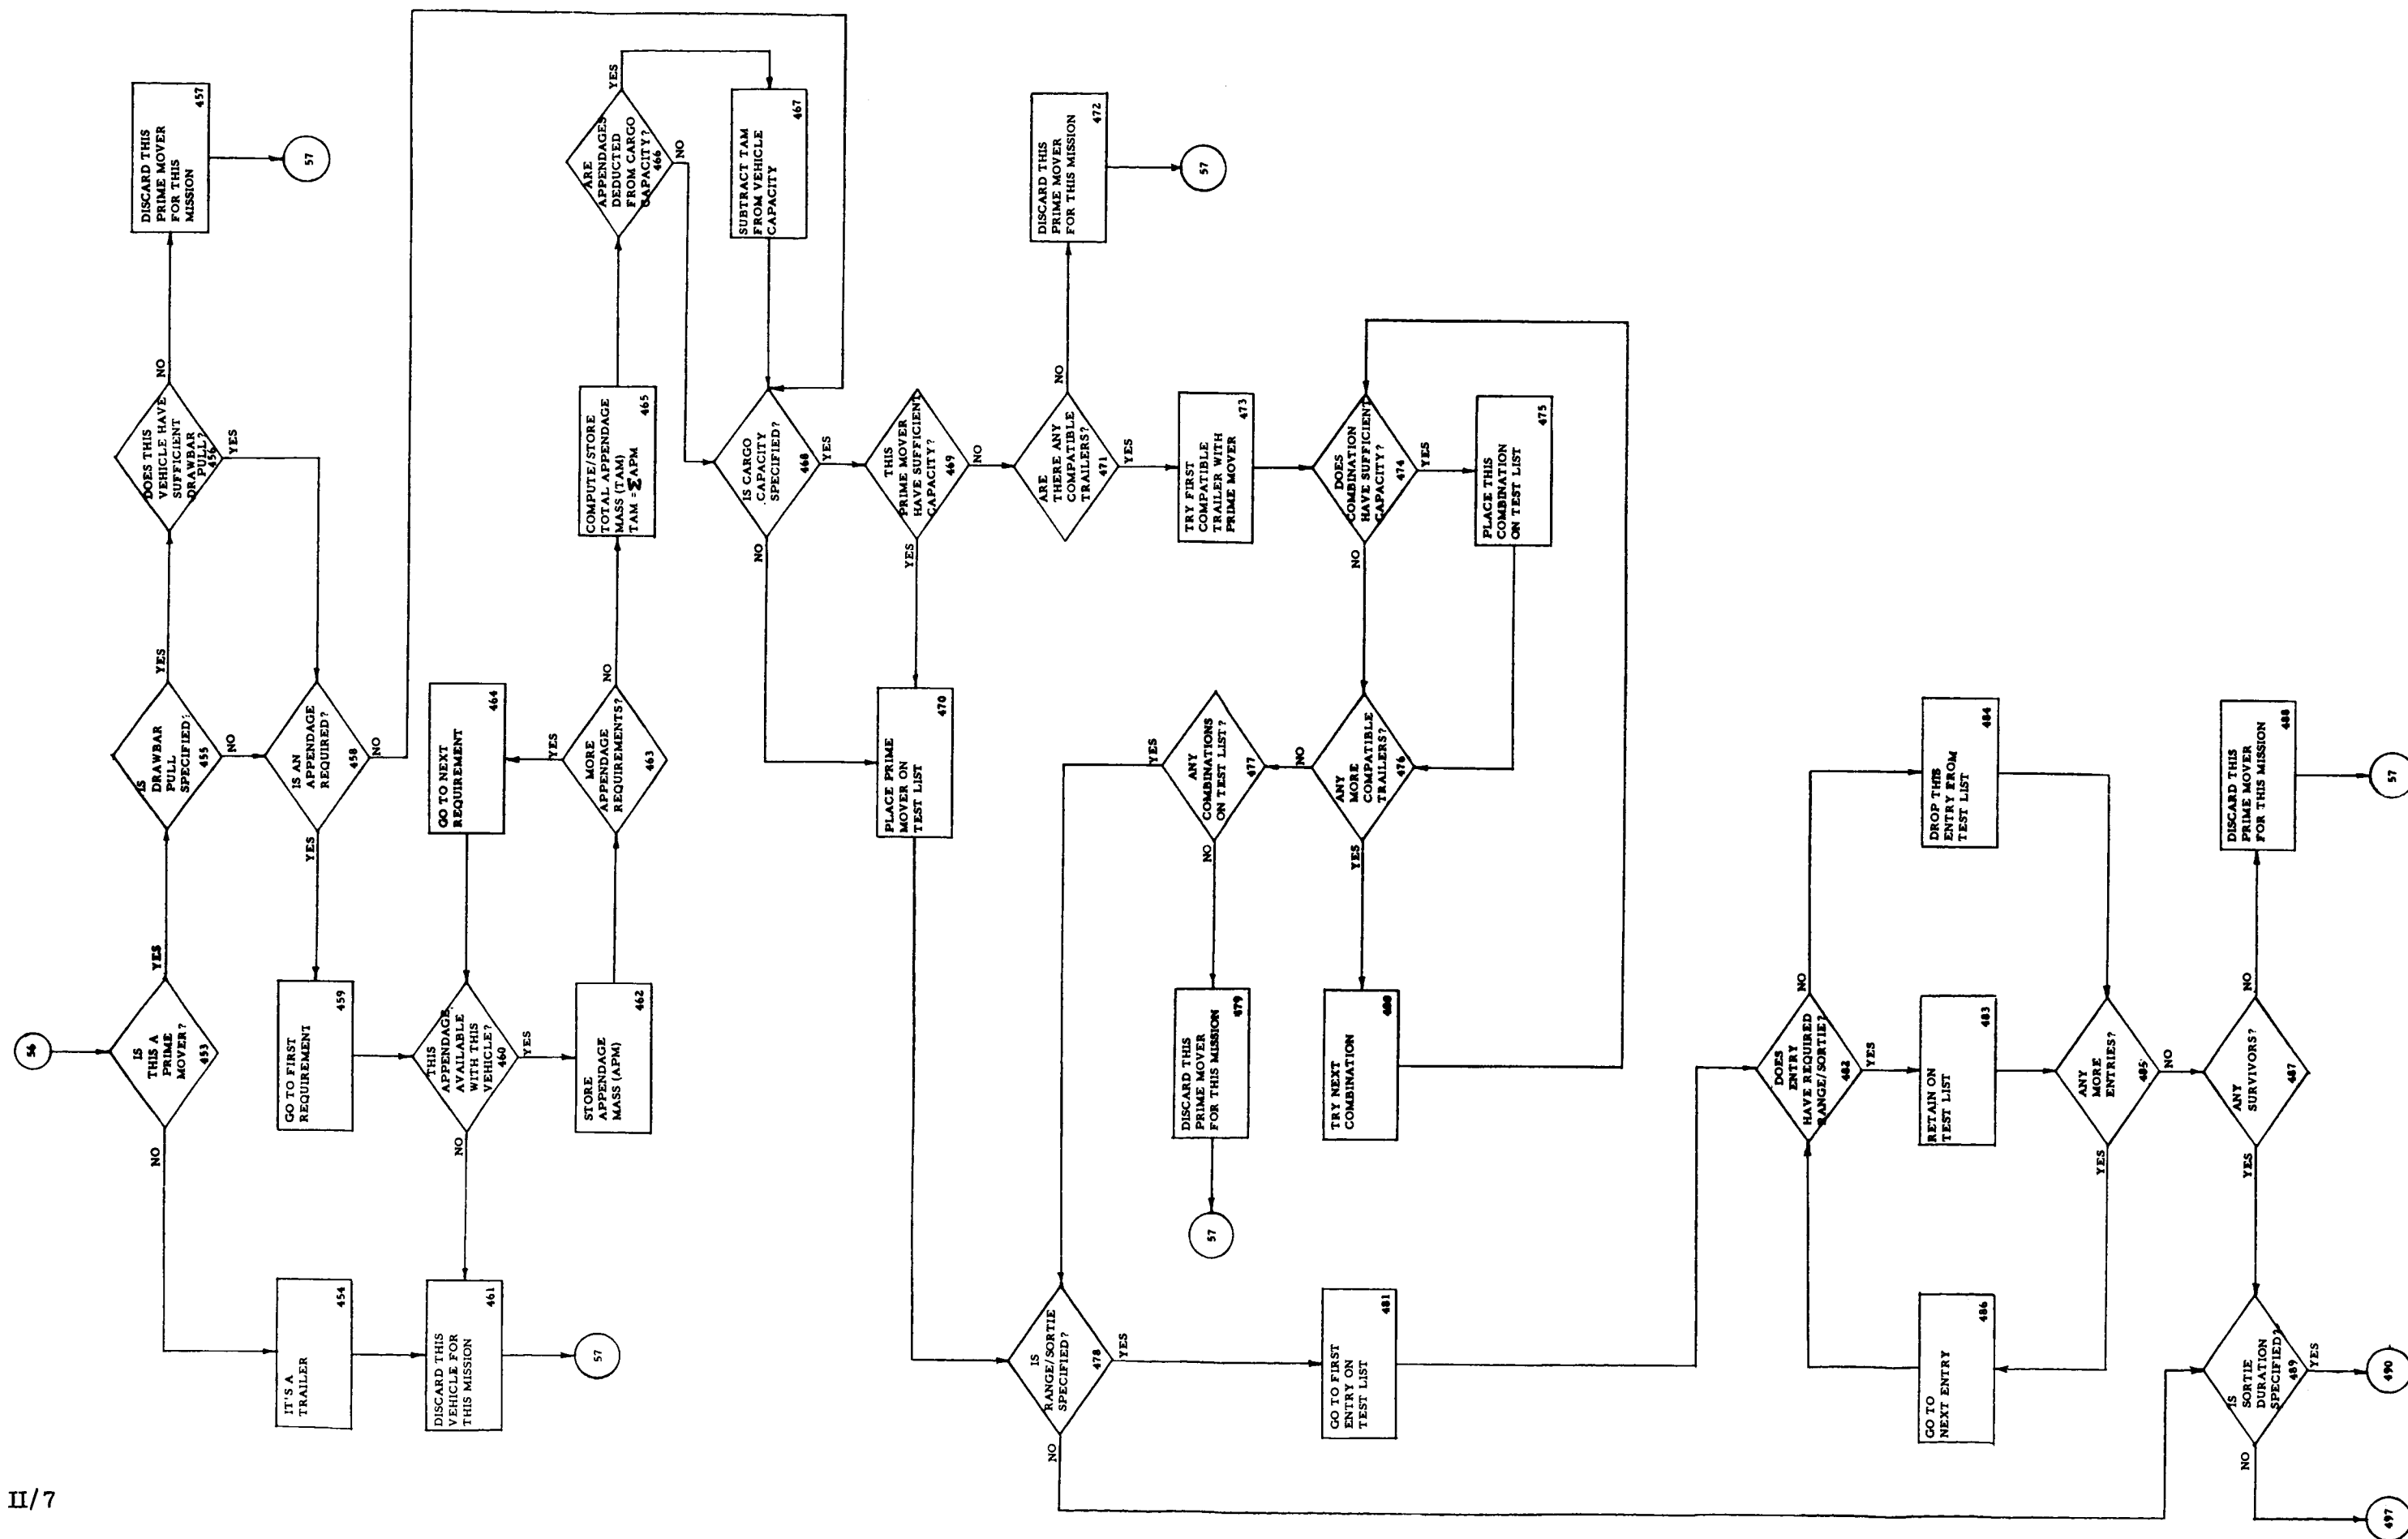 56
IS
THIS A
PRIME
MOVER?
453
YES
NO
IS
DRAWBAR
PULL
SPECIFIED?
455
YES
NO
DOES THIS
VEHICLE HAVE
SUFFICIENT
DRAWBAR
PULL?
456
NO
YES
DISCARD THIS
PRIME MOVER
FOR THIS
MISSION
457
57
IT'S A
TRAILER
454
IS AN
APPENDAGE
REQUIRED?
458
YES
NO
GO TO FIRST
REQUIREMENT
459
THIS
APPENDAGE
AVAILABLE
WITH THIS
VEHICLE?
460
NO
YES
DISCARD THIS
VEHICLE FOR
THIS MISSION
461
57
STORE
APPENDAGE
MASS (APM)
462
MORE
APPENDAGE
REQUIREMENTS?
463
YES
NO
GO TO NEXT
REQUIREMENT
464
COMPUTE/STORE
TOTAL APPENDAGE
MASS (TAM)
TAM = ΣAPM
465
ARE
APPENDAGES
DEDUCTED
FROM CARGO
CAPACITY?
466
YES
NO
SUBTRACT TAM
FROM VEHICLE
CAPACITY
467
IS CARGO
CAPACITY
SPECIFIED?
468
NO
YES
THIS
PRIME MOVER
HAVE SUFFICIENT
CAPACITY?
469
YES
NO
PLACE PRIME
MOVER ON
TEST LIST
470
ARE
THERE ANY
COMPATIBLE
TRAILERS?
471
NO
YES
DISCARD THIS
PRIME MOVER
FOR THIS MISSION
472
57
TRY FIRST
COMPATIBLE
TRAILER WITH
PRIME MOVER
473
DOES
COMBINATION
HAVE SUFFICIENT
CAPACITY?
474
NO
YES
PLACE THIS
COMBINATION
ON TEST LIST
475
ANY
MORE
COMPATIBLE
TRAILERS?
476
NO
YES
ANY
COMBINATIONS
ON TEST LIST?
477
YES
NO
IS
RANGE/SORTIE
SPECIFIED?
478
NO
YES
DISCARD THIS
PRIME MOVER
FOR THIS MISSION
479
57
TRY NEXT
COMBINATION
480
GO TO FIRST
ENTRY ON
TEST LIST
481
DOES
ENTRY
HAVE REQUIRED
RANGE/SORTIE?
482
NO
YES
RETAIN ON
TEST LIST
483
DROP THIS
ENTRY FROM
TEST LIST
484
ANY
MORE
ENTRIES?
485
YES
NO
GO TO
NEXT ENTRY
486
ANY
SURVIVORS?
487
YES
NO
DISCARD THIS
PRIME MOVER
FOR THIS MISSION
488
57
IS
SORTIE
DURATION
SPECIFIED?
489
NO
YES
490
497
II/7